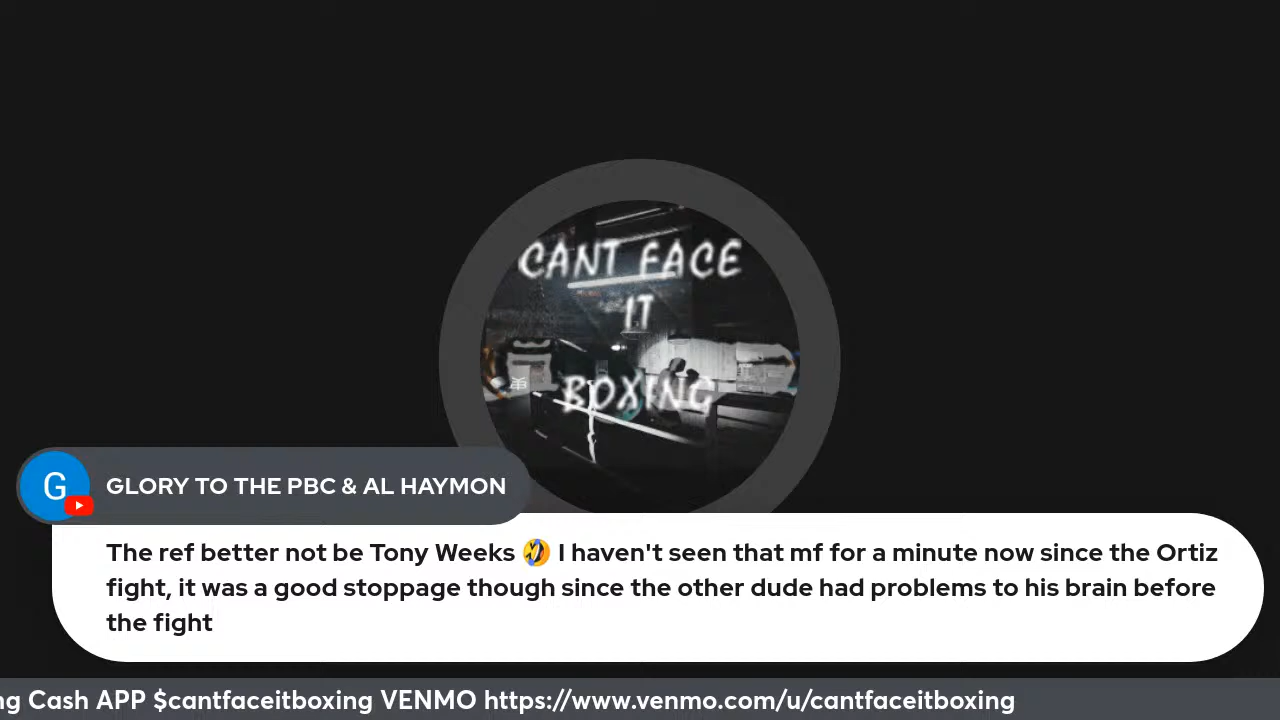 CANT FACE
IT
BOXING
G
GLORY TO THE PBC & AL HAYMON
The ref better not be Tony Weeks 🤣 I haven't seen that mf for a minute now since the Ortiz
fight, it was a good stoppage though since the other dude had problems to his brain before
the fight
ng Cash APP $cantfaceitboxing VENMO https://www.venmo.com/u/cantfaceitboxing